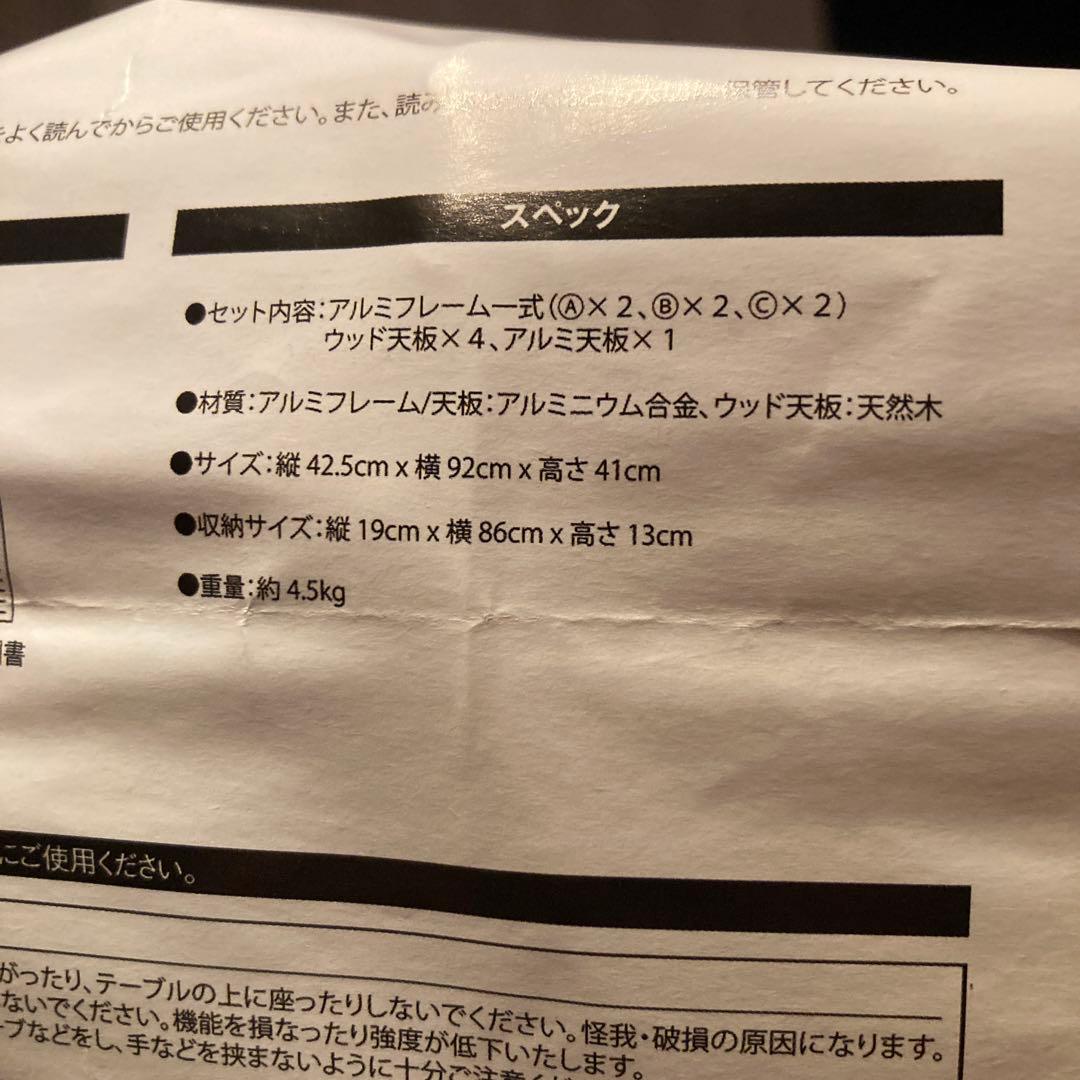 よく読んでからご使用ください。また、読み 保管してください。
スペック
●セット内容：アルミフレーム一式（Ⓐ×２、Ⓑ×２、Ⓒ×２）
ウッド天板×４、アルミ天板×１
●材質：アルミフレーム/天板：アルミニウム合金、ウッド天板：天然木
●サイズ：縦 42.5cm x 横 92cm x 高さ 41cm
●収納サイズ：縦 19cm x 横 86cm x 高さ 13cm
●重量：約 4.5kg
書
にご使用ください。
がったり、テーブルの上に座ったりしないでください。怪我・破損の原因になります。
ないでください。機能を損なったり強度が低下いたします。
ーブなどをし、手などを挟まないように十分ご注意くだ